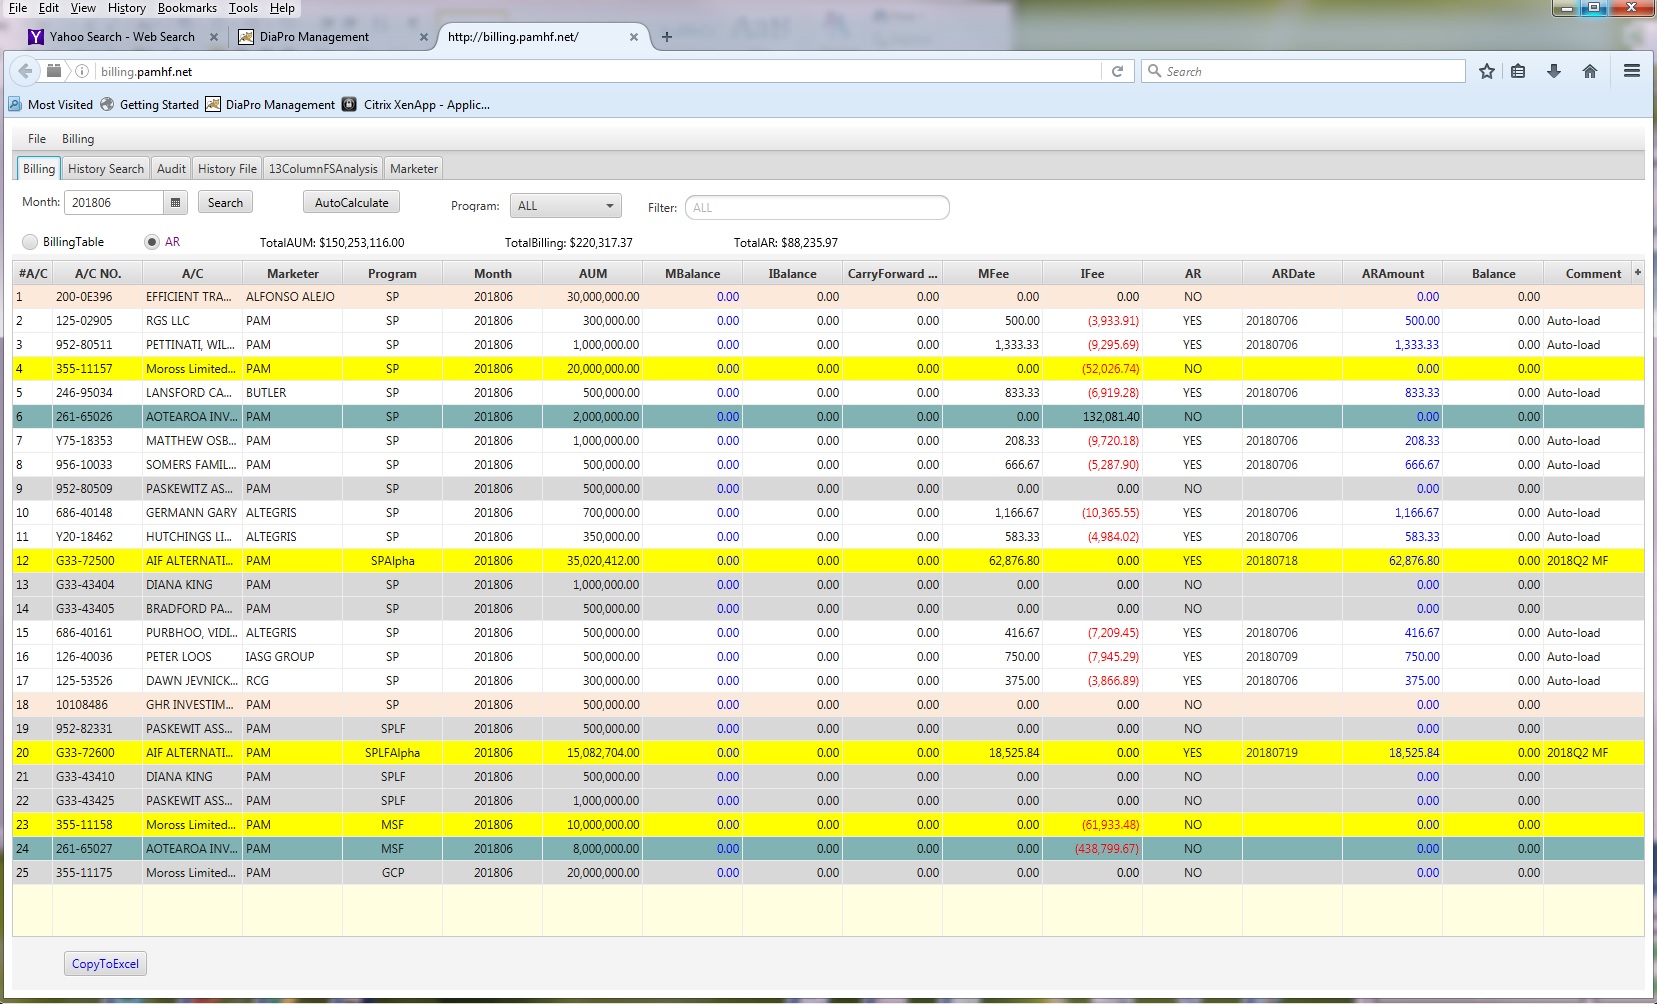 File Edit View History Bookmarks Tools Help
Yahoo Search - Web Search DiaPro Management http://billing.pamhf.net/
billing.pamhf.net Search
Most Visited Getting Started DiaPro Management Citrix XenApp - Applic...
File Billing
Billing History Search Audit History File 13ColumnFSAnalysis Marketer
Month: 201806 Search AutoCalculate Program: ALL Filter: ALL
BillingTable AR TotalAUM: $150,253,116.00 TotalBilling: $220,317.37 TotalAR: $88,235.97
#A/C A/C NO. A/C Marketer Program Month AUM MBalance IBalance CarryForward ... MFee IFee AR ARDate ARAmount Balance Comment +
1 200-0E396 EFFICIENT TRA... ALFONSO ALEJO SP 201806 30,000,000.00 0.00 0.00 0.00 0.00 0.00 NO 0.00 0.00
2 125-02905 RGS LLC PAM SP 201806 300,000.00 0.00 0.00 0.00 500.00 (3,933.91) YES 20180706 500.00 0.00 Auto-load
3 952-80511 PETTINATI, WIL... PAM SP 201806 1,000,000.00 0.00 0.00 0.00 1,333.33 (9,295.69) YES 20180706 1,333.33 0.00 Auto-load
4 355-11157 Moross Limited... PAM SP 201806 20,000,000.00 0.00 0.00 0.00 0.00 (52,026.74) NO 0.00 0.00
5 246-95034 LANSFORD CA... BUTLER SP 201806 500,000.00 0.00 0.00 0.00 833.33 (6,919.28) YES 20180706 833.33 0.00 Auto-load
6 261-65026 AOTEAROA INV... PAM SP 201806 2,000,000.00 0.00 0.00 0.00 0.00 132,081.40 NO 0.00 0.00
7 Y75-18353 MATTHEW OSB... PAM SP 201806 1,000,000.00 0.00 0.00 0.00 208.33 (9,720.18) YES 20180706 208.33 0.00 Auto-load
8 956-10033 SOMERS FAMIL... PAM SP 201806 500,000.00 0.00 0.00 0.00 666.67 (5,287.90) YES 20180706 666.67 0.00 Auto-load
9 952-80509 PASKEWITZ AS... PAM SP 201806 500,000.00 0.00 0.00 0.00 0.00 0.00 NO 0.00 0.00
10 686-40148 GERMANN GARY ALTEGRIS SP 201806 700,000.00 0.00 0.00 0.00 1,166.67 (10,365.55) YES 20180706 1,166.67 0.00 Auto-load
11 Y20-18462 HUTCHINGS LI... ALTEGRIS SP 201806 350,000.00 0.00 0.00 0.00 583.33 (4,984.02) YES 20180706 583.33 0.00 Auto-load
12 G33-72500 AIF ALTERNATI... PAM SPAlpha 201806 35,020,412.00 0.00 0.00 0.00 62,876.80 0.00 YES 20180718 62,876.80 0.00 2018Q2 MF
13 G33-43404 DIANA KING PAM SP 201806 1,000,000.00 0.00 0.00 0.00 0.00 0.00 NO 0.00 0.00
14 G33-43405 BRADFORD PA... PAM SP 201806 500,000.00 0.00 0.00 0.00 0.00 0.00 NO 0.00 0.00
15 686-40161 PURBHOO, VIDI... ALTEGRIS SP 201806 500,000.00 0.00 0.00 0.00 416.67 (7,209.45) YES 20180706 416.67 0.00 Auto-load
16 126-40036 PETER LOOS IASG GROUP SP 201806 500,000.00 0.00 0.00 0.00 750.00 (7,945.29) YES 20180709 750.00 0.00 Auto-load
17 125-53526 DAWN JEVNICK... RCG SP 201806 300,000.00 0.00 0.00 0.00 375.00 (3,866.89) YES 20180706 375.00 0.00 Auto-load
18 10108486 GHR INVESTIM... PAM SP 201806 500,000.00 0.00 0.00 0.00 0.00 0.00 NO 0.00 0.00
19 952-82331 PASKEWIT ASS... PAM SPLF 201806 500,000.00 0.00 0.00 0.00 0.00 0.00 NO 0.00 0.00
20 G33-72600 AIF ALTERNATI... PAM SPLFAlpha 201806 15,082,704.00 0.00 0.00 0.00 18,525.84 0.00 YES 20180719 18,525.84 0.00 2018Q2 MF
21 G33-43410 DIANA KING PAM SPLF 201806 500,000.00 0.00 0.00 0.00 0.00 0.00 NO 0.00 0.00
22 G33-43425 PASKEWIT ASS... PAM SPLF 201806 1,000,000.00 0.00 0.00 0.00 0.00 0.00 NO 0.00 0.00
23 355-11158 Moross Limited... PAM MSF 201806 10,000,000.00 0.00 0.00 0.00 0.00 (61,933.48) NO 0.00 0.00
24 261-65027 AOTEAROA INV... PAM MSF 201806 8,000,000.00 0.00 0.00 0.00 0.00 (438,799.67) NO 0.00 0.00
25 355-11175 Moross Limited... PAM GCP 201806 20,000,000.00 0.00 0.00 0.00 0.00 0.00 NO 0.00 0.00
CopyToExcel